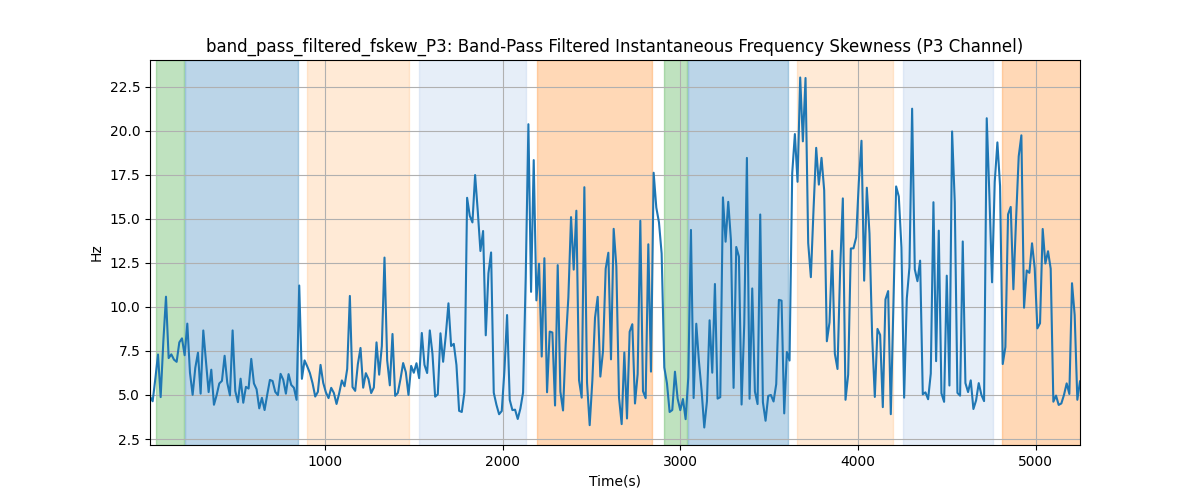 band_pass_filtered_fskew_P3: Band-Pass Filtered Instantaneous Frequency Skewness (P3 Channel)
22.5
20.0
17.5
15.0
12.5
10.0
7.5
5.0
2.5
Hz
1000 2000 3000 4000 5000
Time(s)